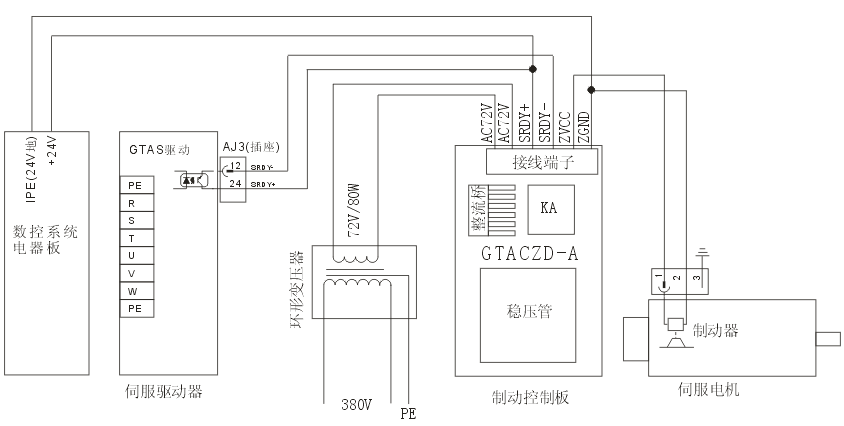 IPE(24V地)
+24V
数控系统
电器板
GTAS驱动
PE
R
S
T
U
V
W
PE
伺服驱动器
AJ3(插座)
12 SRDY-
24 SRDY+
72V/80W
环形变压器
380V
PE
AC72V
AC72V
SRDY+
SRDY-
ZVCC
ZGND
接线端子
整流桥
KA
GTACZD-A
稳压管
制动控制板
1
2
3
制动器
伺服电机